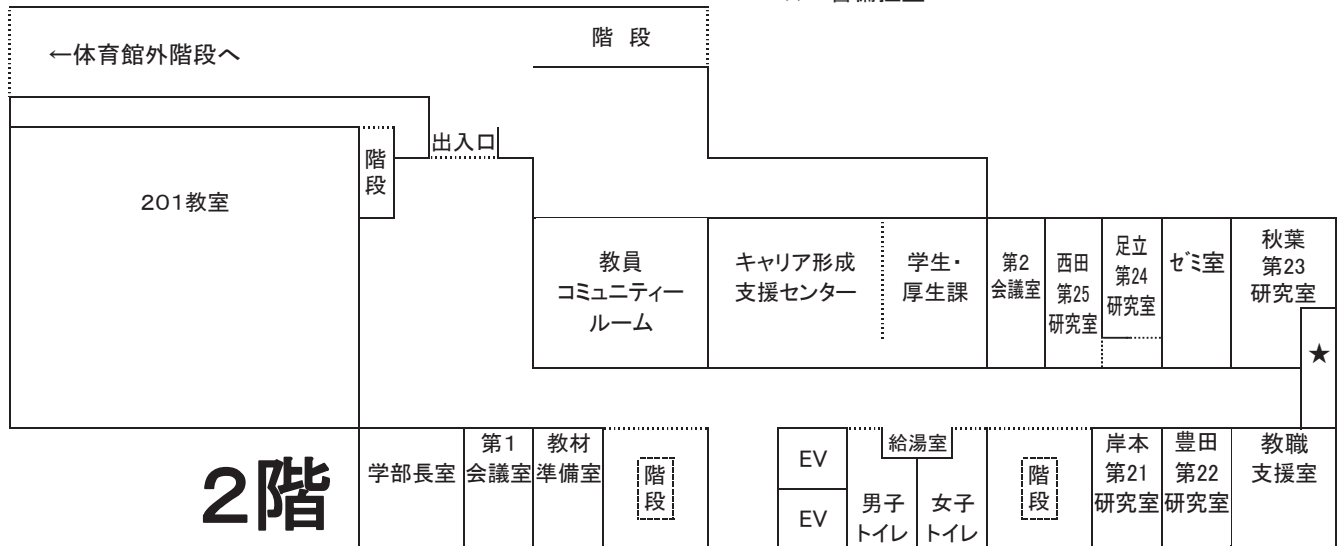 階 段
←体育館外階段へ
出入口
階
段
201教室
教員
コミュニティー
ルーム
キャリア形成
支援センター
学生・
厚生課
第2
会議室
西田
第25
研究室
足立
第24
研究室
ゼミ室
秋葉
第23
研究室
★
2階
学部長室
第1
会議室
教材
準備室
階
段
EV
EV
給湯室
男子
トイレ
女子
トイレ
階
段
岸本
第21
研究室
豊田
第22
研究室
教職
支援室